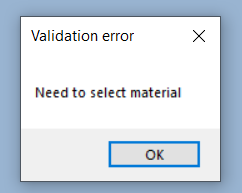 Validation error
Need to select material
OK